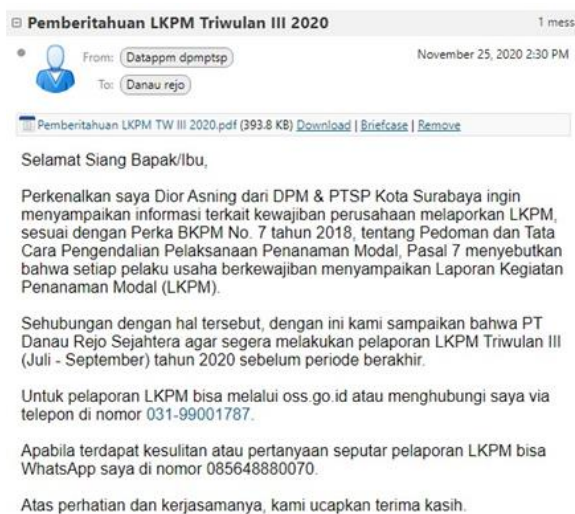 Pemberitahuan LKPM Triwulan III 2020
1 mess
From: Datappm dpmptsp
November 25, 2020 2:30 PM
To: Danau rejo
Pemberitahuan LKPM TW III 2020.pdf (393.8 KB) Download | Briefcase | Remove
Selamat Siang Bapak/Ibu,
Perkenalkan saya Dior Asning dari DPM & PTSP Kota Surabaya ingin
menyampaikan informasi terkait kewajiban perusahaan melaporkan LKPM,
sesuai dengan Perka BKPM No. 7 tahun 2018, tentang Pedoman dan Tata
Cara Pengendalian Pelaksanaan Penanaman Modal, Pasal 7 menyebutkan
bahwa setiap pelaku usaha berkewajiban menyampaikan Laporan Kegiatan
Penanaman Modal (LKPM).
Sehubungan dengan hal tersebut, dengan ini kami sampaikan bahwa PT
Danau Rejo Sejahtera agar segera melakukan pelaporan LKPM Triwulan III
(Juli - September) tahun 2020 sebelum periode berakhir.
Untuk pelaporan LKPM bisa melalui oss.go.id atau menghubungi saya via
telepon di nomor 031-99001787.
Apabila terdapat kesulitan atau pertanyaan seputar pelaporan LKPM bisa
WhatsApp saya di nomor 085648880070.
Atas perhatian dan kerjasamanya, kami ucapkan terima kasih.